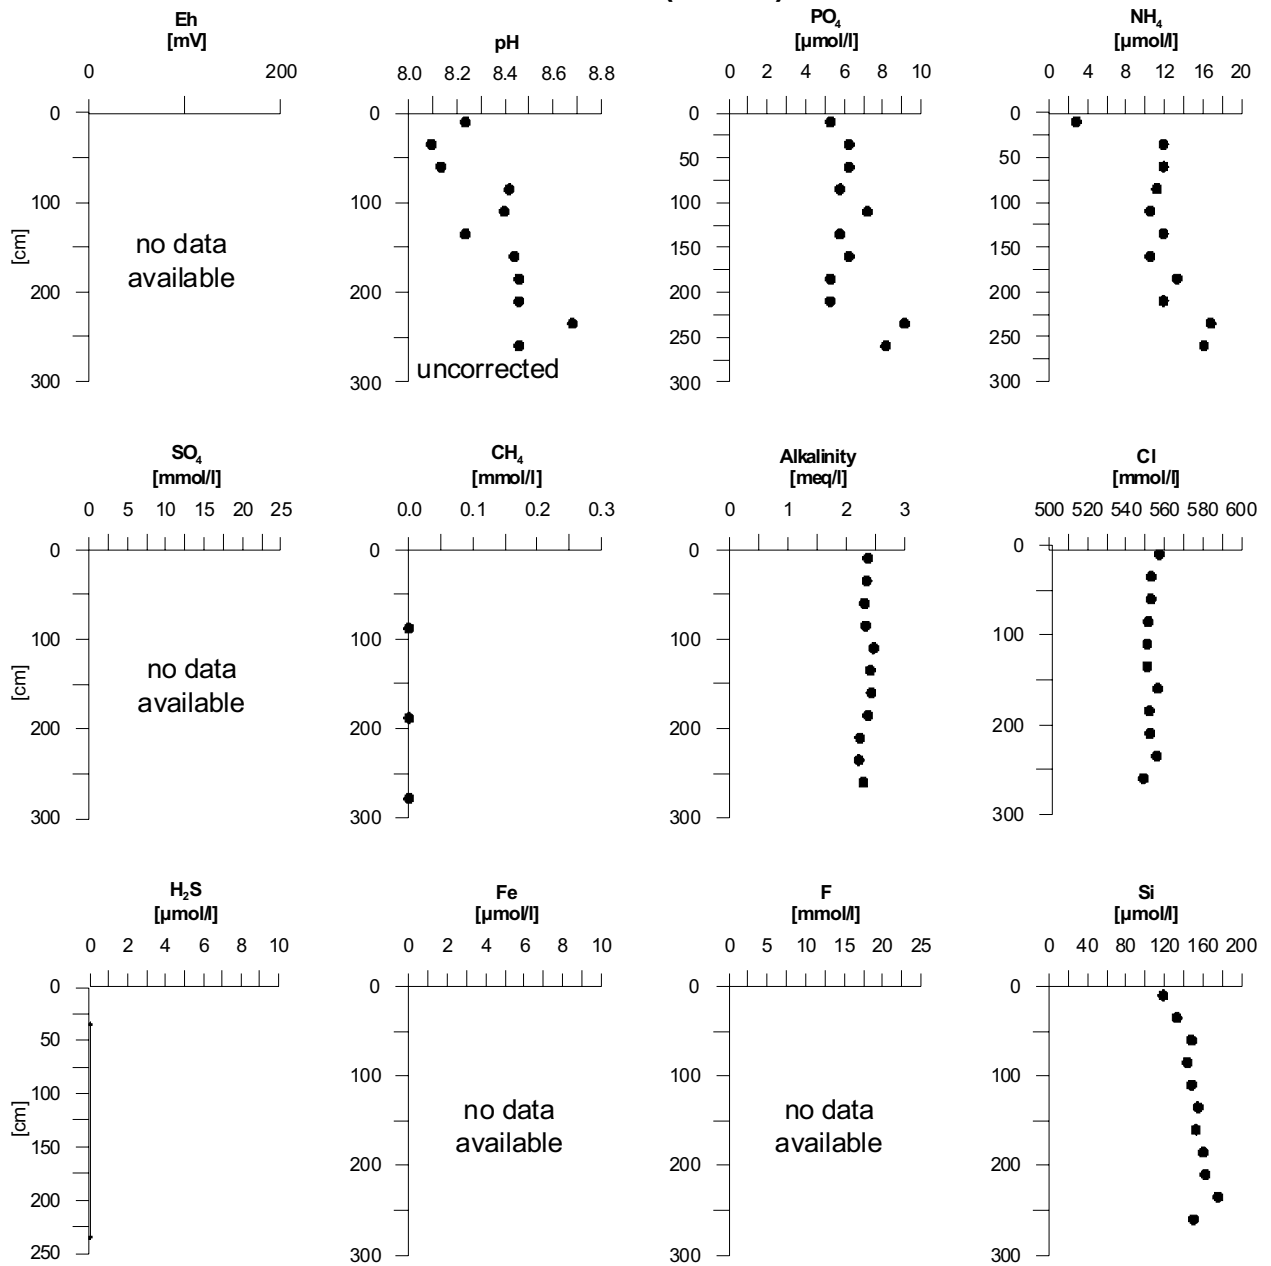 Eh
[mV]
0 200
0
100
200
300
[cm]
no data
available
pH
8.0 8.2 8.4 8.6 8.8
0
100
200
300
uncorrected
PO₄
[µmol/l]
0 2 4 6 8 10
0
50
100
150
200
250
300
NH₄
[µmol/l]
0 4 8 12 16 20
0
50
100
150
200
250
300
SO₄
[mmol/l]
0 5 10 15 20 25
0
100
200
300
[cm]
no data
available
CH₄
[mmol/l]
0.0 0.1 0.2 0.3
0
100
200
300
Alkalinity
[meq/l]
0 1 2 3
0
100
200
300
Cl
[mmol/l]
500 520 540 560 580 600
0
100
200
300
H₂S
[µmol/l]
0 2 4 6 8 10
0
50
100
150
200
250
[cm]
Fe
[µmol/l]
0 2 4 6 8 10
0
100
200
300
no data
available
F
[mmol/l]
0 5 10 15 20 25
0
100
200
300
no data
available
Si
[µmol/l]
0 40 80 120 160 200
0
100
200
300